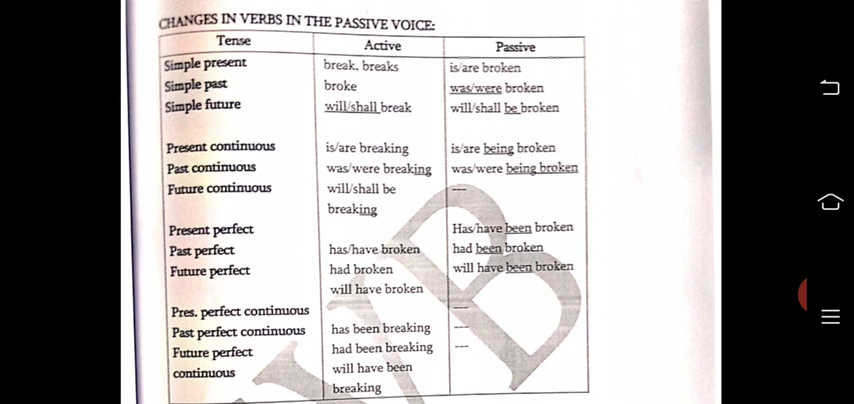 CHANGES IN VERBS IN THE PASSIVE VOICE:
Tense Active Passive
Simple present break, breaks is/are broken
Simple past broke was/were broken
Simple future will/shall break will/shall be broken
Present continuous is/are breaking is/are being broken
Past continuous was/were breaking was/were being broken
Future continuous will/shall be ---
breaking
Present perfect Has/have been broken
Past perfect has/have broken had been broken
Future perfect had broken will have been broken
will have broken
Pres. perfect continuous ---
Past perfect continuous has been breaking ---
Future perfect had been breaking ---
continuous will have been
breaking